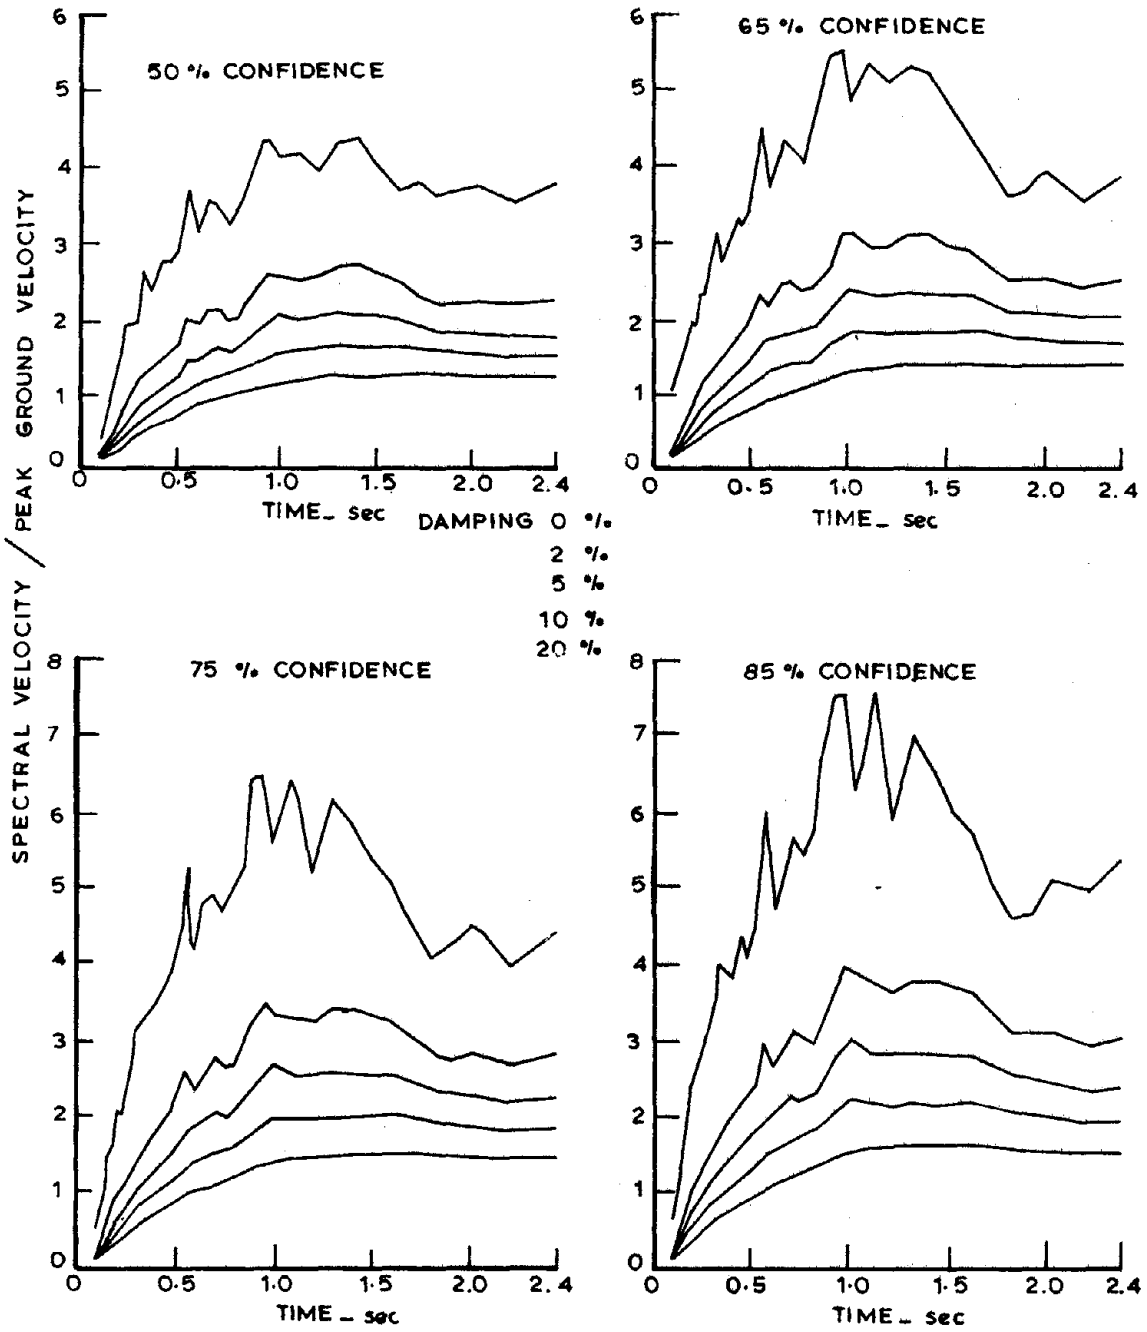 50 % CONFIDENCE
6
5
4
3
2
1
0
0 0.5 1.0 1.5 2.0 2.4
TIME_ sec
65 % CONFIDENCE
6
5
4
3
2
1
0
0 0.5 1.0 1.5 2.0 2.4
TIME_ sec
SPECTRAL VELOCITY / PEAK GROUND VELOCITY
DAMPING 0 %
2 %
5 %
10 %
20 %
75 % CONFIDENCE
8
7
6
5
4
3
2
1
0
0 0.5 1.0 1.5 2.0 2.4
TIME_ sec
85 % CONFIDENCE
8
7
6
5
4
3
2
1
0
0 0.5 1.0 1.5 2.0 2.4
TIME_ sec